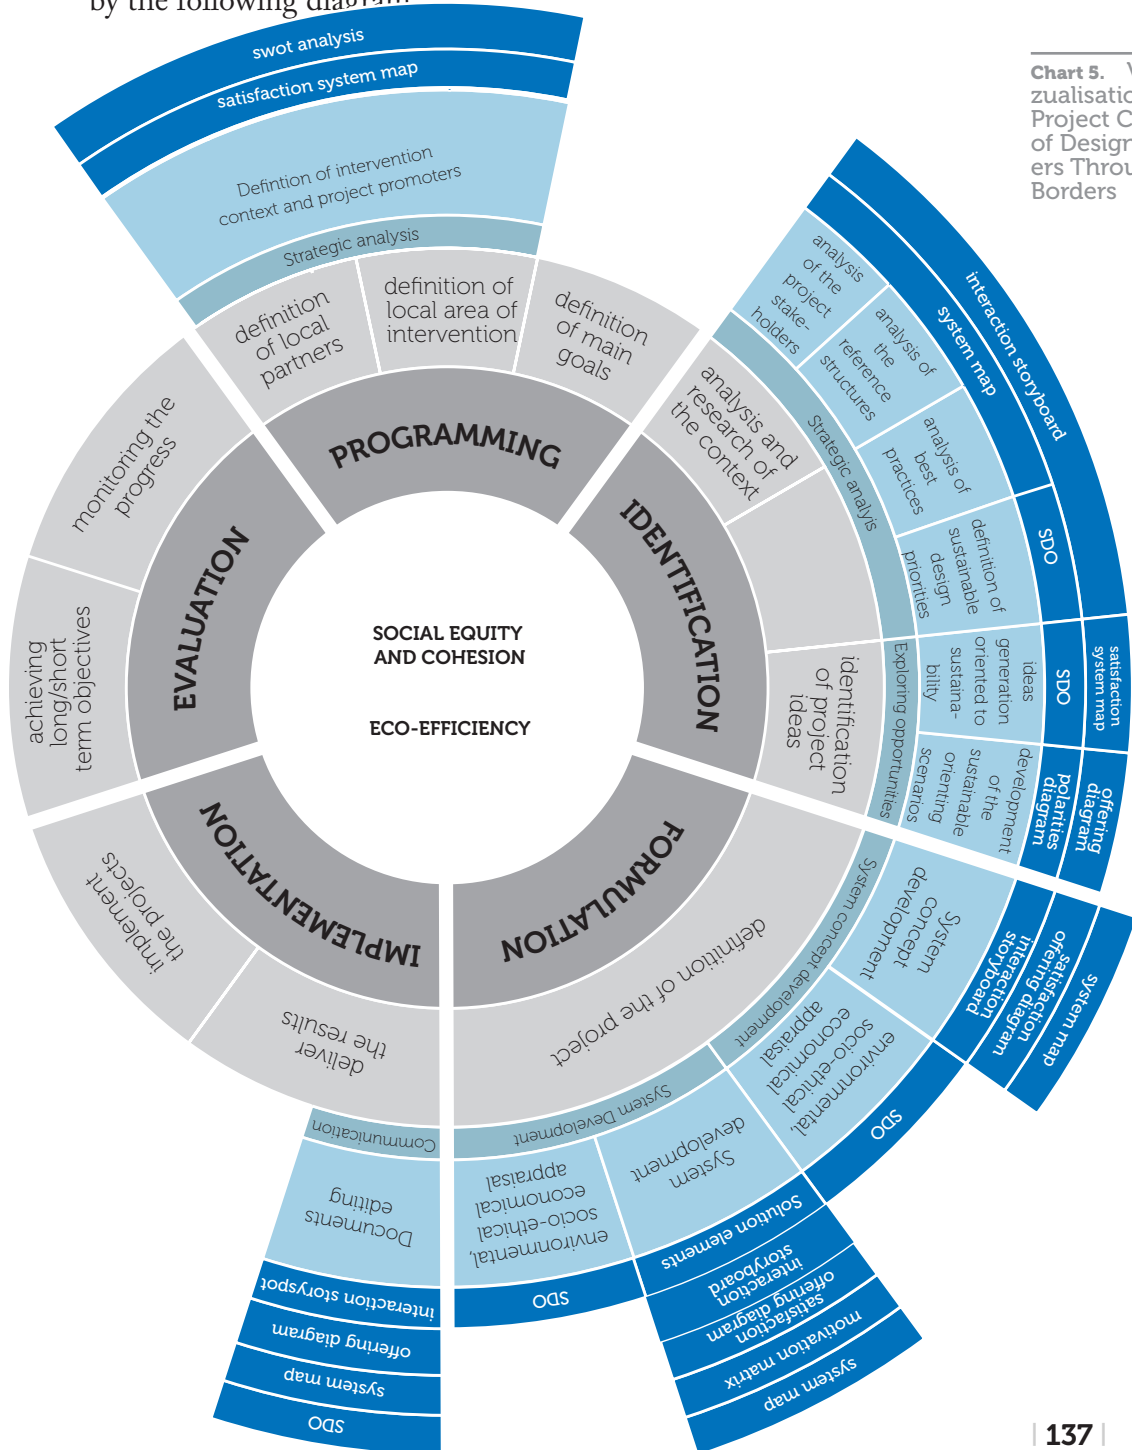 by the following diagram
Chart 5.
zualisatio
Project C
of Design
ers Throu
Borders
swot analysis
satisfaction system map
Defintion of intervention
context and project promoters
Strategic analysis
definition
of local
partners
definition of
local area of
intervention
definition
of main
goals
PROGRAMMING
interaction storyboard
system map
SDO
analysis
of the
project
stake-
holders
analysis of
the
reference
structures
analysis of
best
practices
definition of
sustainable
design
priorities
Strategic analyis
analysis and
research of
the context
IDENTIFICATION
satisfaction
system map
SDO
ideas
generation
oriented to
sustaina-
bility
offering
diagram
polarities
diagram
development
of the
sustainable
orienting
scenarios
Exploring opportunities
identification
of project
ideas
FORMULATION
definition of the project
System concept development
System
concept
development
interaction
storyboard
satisfaction
offering diagram
system map
environmental,
socio-ethical
economical
appraisal
SDO
System Development
System
development
Solution elements
interaction
storyboard
satisfaction
offering diagram
motivation matrix
system map
environmental,
socio-ethical
economical
appraisal
SDO
IMPLEMENTATION
deliver
the results
implement
the projects
Communication
Documents
editing
interaction storyspot
offering diagram
system map
SDO
EVALUATION
achieving
long/short
term objectives
monitoring the
progress
SOCIAL EQUITY
AND COHESION
ECO-EFFICIENCY
| 137 |